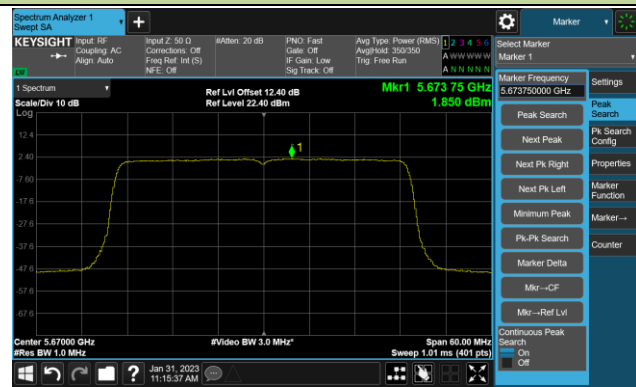 Spectrum Analyzer 1
Swept SA
+
Marker
KEYSIGHT
Input: RF
Coupling: AC
Align: Auto
Input Z: 50 Ω
Corrections: Off
Freq Ref: Int (S)
NFE: Off
#Atten: 20 dB
PNO: Fast
Gate: Off
IF Gain: Low
Sig Track: Off
Avg Type: Power (RMS)
Avg|Hold: 350/350
Trig: Free Run
1 2 3 4 5 6
A W W W W W
A N N N N N
Select Marker
Marker 1
1 Spectrum
Scale/Div 10 dB
Log
Ref Lvl Offset 12.40 dB
Ref Level 22.40 dBm
Mkr1 5.673 75 GHz
1.850 dBm
12.4
2.40
-7.60
-17.6
-27.6
-37.6
-47.6
-57.6
-67.6
1
Center 5.67000 GHz
#Res BW 1.0 MHz
#Video BW 3.0 MHz*
Span 60.00 MHz
Sweep 1.01 ms (401 pts)
Marker Frequency
5.673750000 GHz
Peak Search
Next Peak
Next Pk Right
Next Pk Left
Minimum Peak
Pk-Pk Search
Marker Delta
Mkr→CF
Mkr→Ref Lvl
Continuous Peak
Search
On
Off
Settings
Peak
Search
Pk Search
Config
Properties
Marker
Function
Marker→
Counter
?
Jan 31, 2023
11:15:37 AM